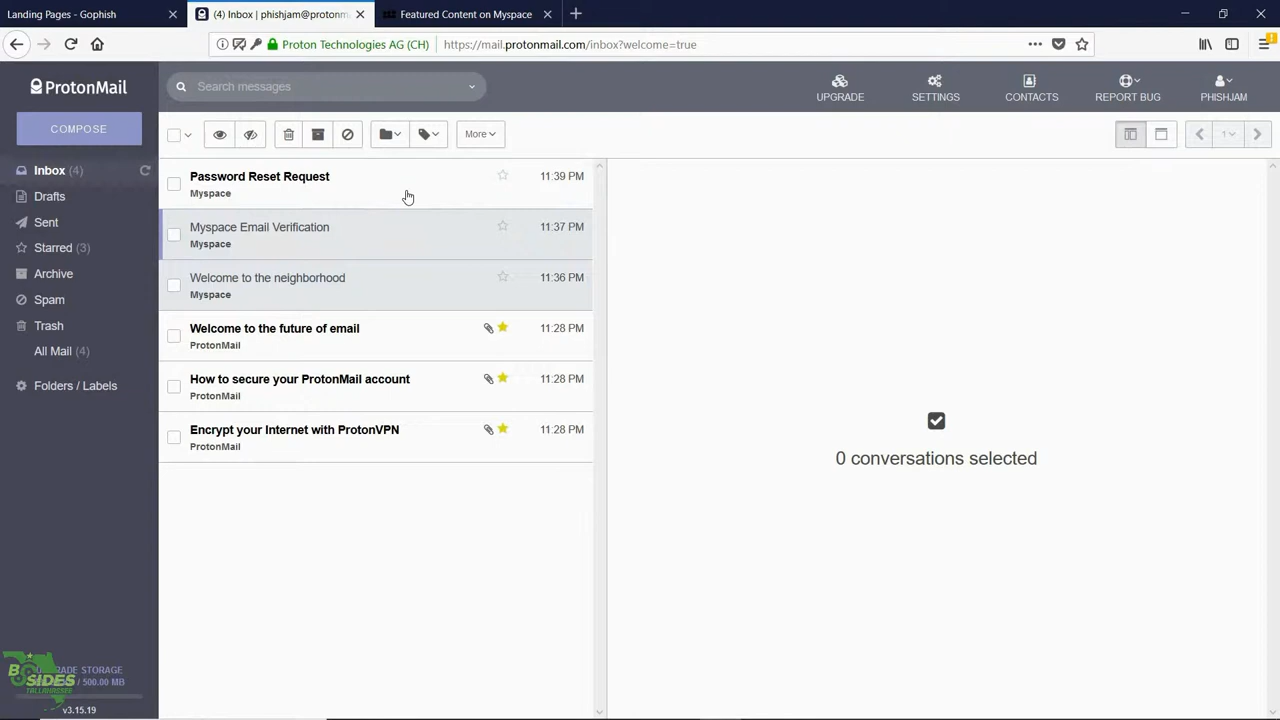 Landing Pages - Gophish
(4) Inbox | phishjam@protonm
Featured Content on Myspace
Proton Technologies AG (CH)
https://mail.protonmail.com/inbox?welcome=true
ProtonMail
Search messages
UPGRADE
SETTINGS
CONTACTS
REPORT BUG
PHISHJAM
COMPOSE
More
1
Inbox (4)
Drafts
Sent
Starred (3)
Archive
Spam
Trash
All Mail (4)
Folders / Labels
Password Reset Request
11:39 PM
Myspace
Myspace Email Verification
11:37 PM
Myspace
Welcome to the neighborhood
11:36 PM
Myspace
Welcome to the future of email
11:28 PM
ProtonMail
How to secure your ProtonMail account
11:28 PM
ProtonMail
Encrypt your Internet with ProtonVPN
11:28 PM
ProtonMail
0 conversations selected
STORAGE
/ 500.00 MB
BSIDES
TALLAHASSEE
v3.15.19